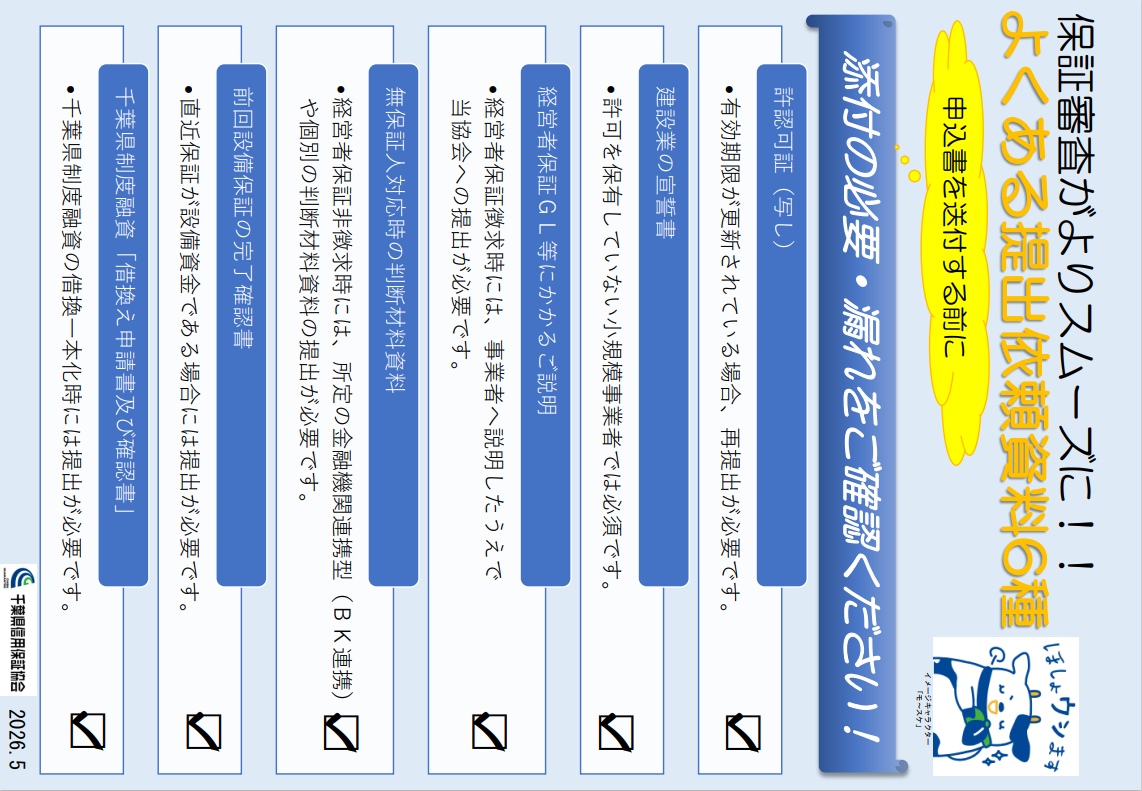 保証審査がよりスムーズに！！
よくある提出依頼資料6種
申込書を送付する前に
ほしょウシます
イメージキャラクター
「モ～スケ」
添付の必要・漏れをご確認ください！
許認可証（写し）
•有効期限が更新されている場合、再提出が必要です。
建設業の宣誓書
•許可を保有していない小規模事業者では必須です。
経営者保証ＧＬ等にかかるご説明
•経営者保証徴求時には、事業者へ説明したうえで
当協会への提出が必要です。
無保証人対応時の判断材料資料
•経営者保証非徴求時には、所定の金融機関連携型（ＢＫ連携）
や個別の判断材料資料の提出が必要です。
前回設備保証の完了確認書
•直近保証が設備資金である場合には提出が必要です。
千葉県制度融資「借換え申請書及び確認書」
•千葉県制度融資の借換一本化時には提出が必要です。
千葉県信用保証協会
2026.5